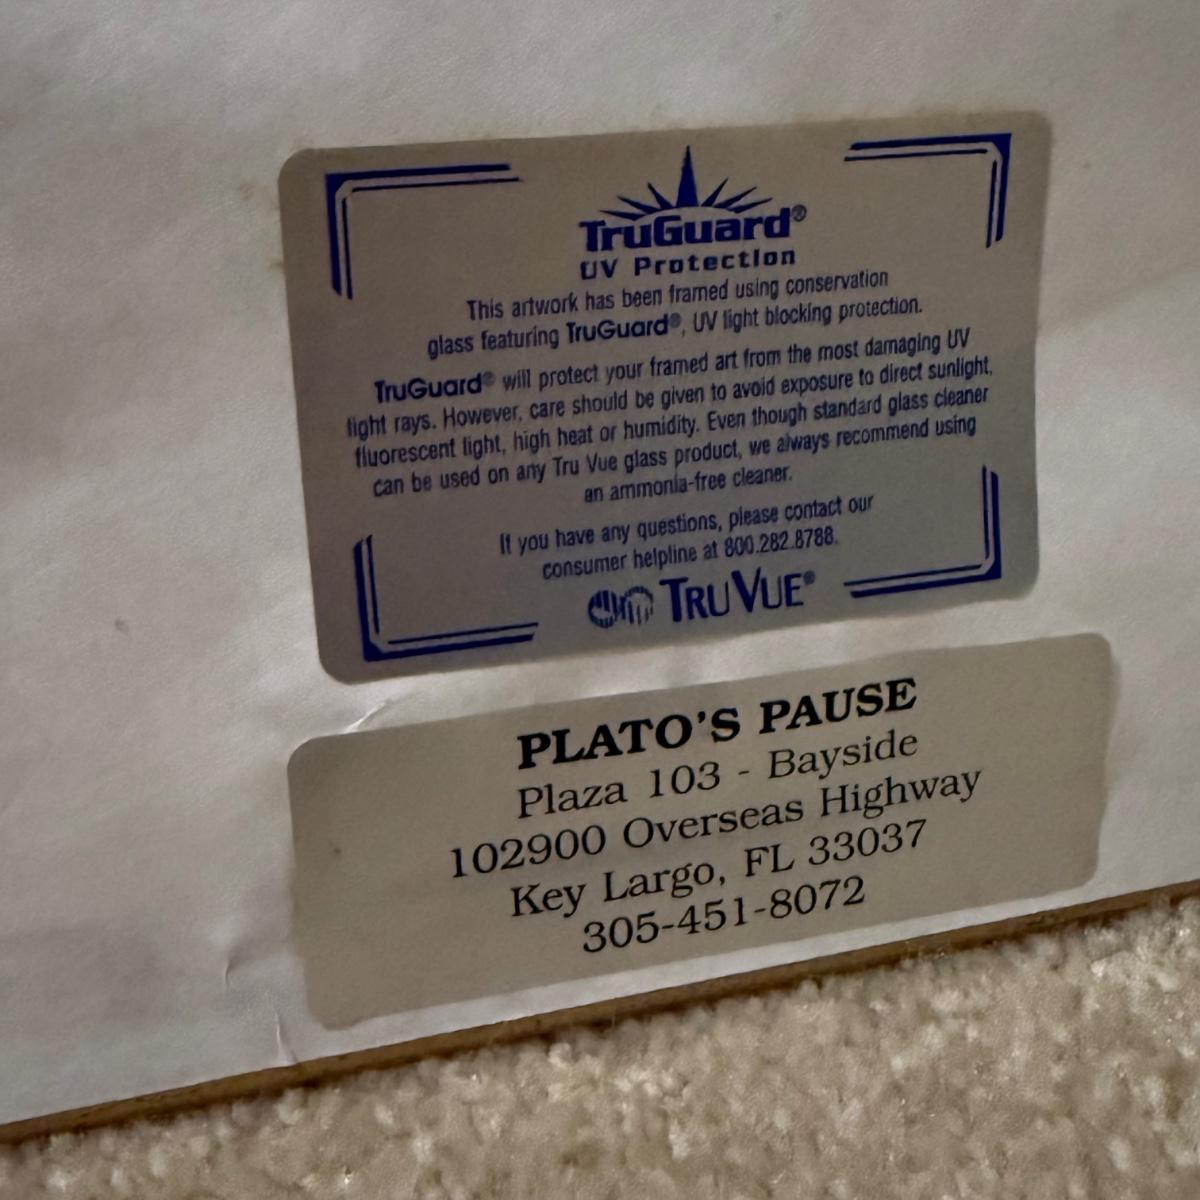 TruGuard®
UV Protection
This artwork has been framed using conservation
glass featuring TruGuard®, UV light blocking protection.
TruGuard® will protect your framed art from the most damaging UV
light rays. However, care should be given to avoid exposure to direct sunlight,
fluorescent light, high heat or humidity. Even though standard glass cleaner
can be used on any Tru Vue glass product, we always recommend using
an ammonia-free cleaner.
If you have any questions, please contact our
consumer helpline at 800.282.8788.
TRU VUE®
PLATO'S PAUSE
Plaza 103 - Bayside
102900 Overseas Highway
Key Largo, FL 33037
305-451-8072